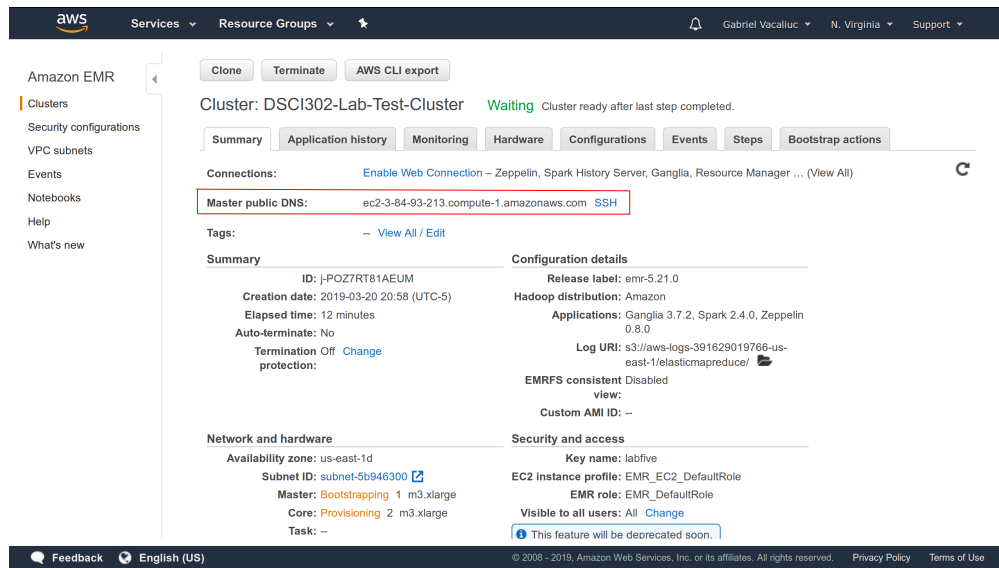 aws Services Resource Groups Gabriel Vacaliuc N. Virginia Support
Amazon EMR
Clusters
Security configurations
VPC subnets
Events
Notebooks
Help
What's new
Clone Terminate AWS CLI export
Cluster: DSCI302-Lab-Test-Cluster Waiting Cluster ready after last step completed.
Summary Application history Monitoring Hardware Configurations Events Steps Bootstrap actions
Connections: Enable Web Connection – Zeppelin, Spark History Server, Ganglia, Resource Manager ... (View All)
Master public DNS: ec2-3-84-93-213.compute-1.amazonaws.com SSH
Tags: -- View All / Edit
Summary
ID: j-POZ7RT81AEUM
Creation date: 2019-03-20 20:58 (UTC-5)
Elapsed time: 12 minutes
Auto-terminate: No
Termination Off Change
protection:
Configuration details
Release label: emr-5.21.0
Hadoop distribution: Amazon
Applications: Ganglia 3.7.2, Spark 2.4.0, Zeppelin
0.8.0
Log URI: s3://aws-logs-391629019766-us-
east-1/elasticmapreduce/
EMRFS consistent Disabled
view:
Custom AMI ID: --
Network and hardware
Availability zone: us-east-1d
Subnet ID: subnet-5b946300
Master: Bootstrapping 1 m3.xlarge
Core: Provisioning 2 m3.xlarge
Task: --
Security and access
Key name: labfive
EC2 instance profile: EMR_EC2_DefaultRole
EMR role: EMR_DefaultRole
Visible to all users: All Change
This feature will be deprecated soon.
Feedback English (US) © 2008 - 2019, Amazon Web Services, Inc. or its affiliates. All rights reserved. Privacy Policy Terms of Use